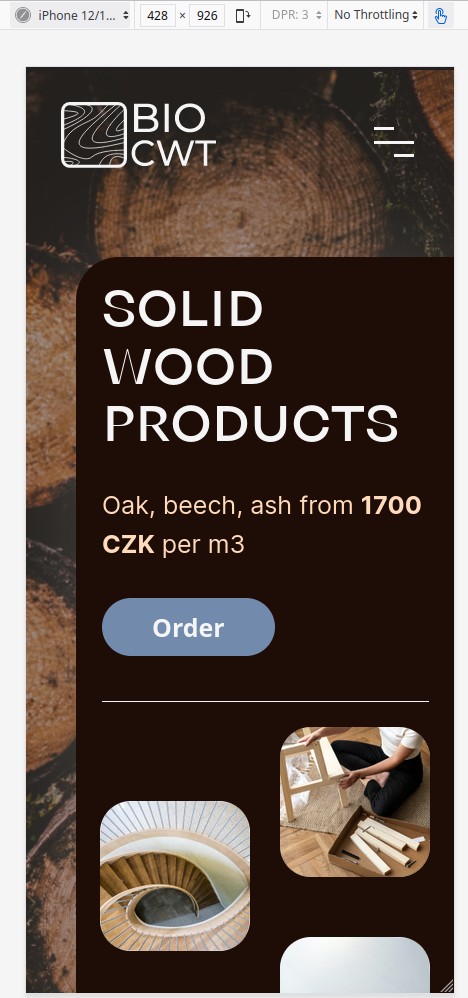 iPhone 12/1... 428 × 926 DPR: 3 No Throttling
BIO
CWT
SOLID
WOOD
PRODUCTS
Oak, beech, ash from 1700
CZK per m3
Order